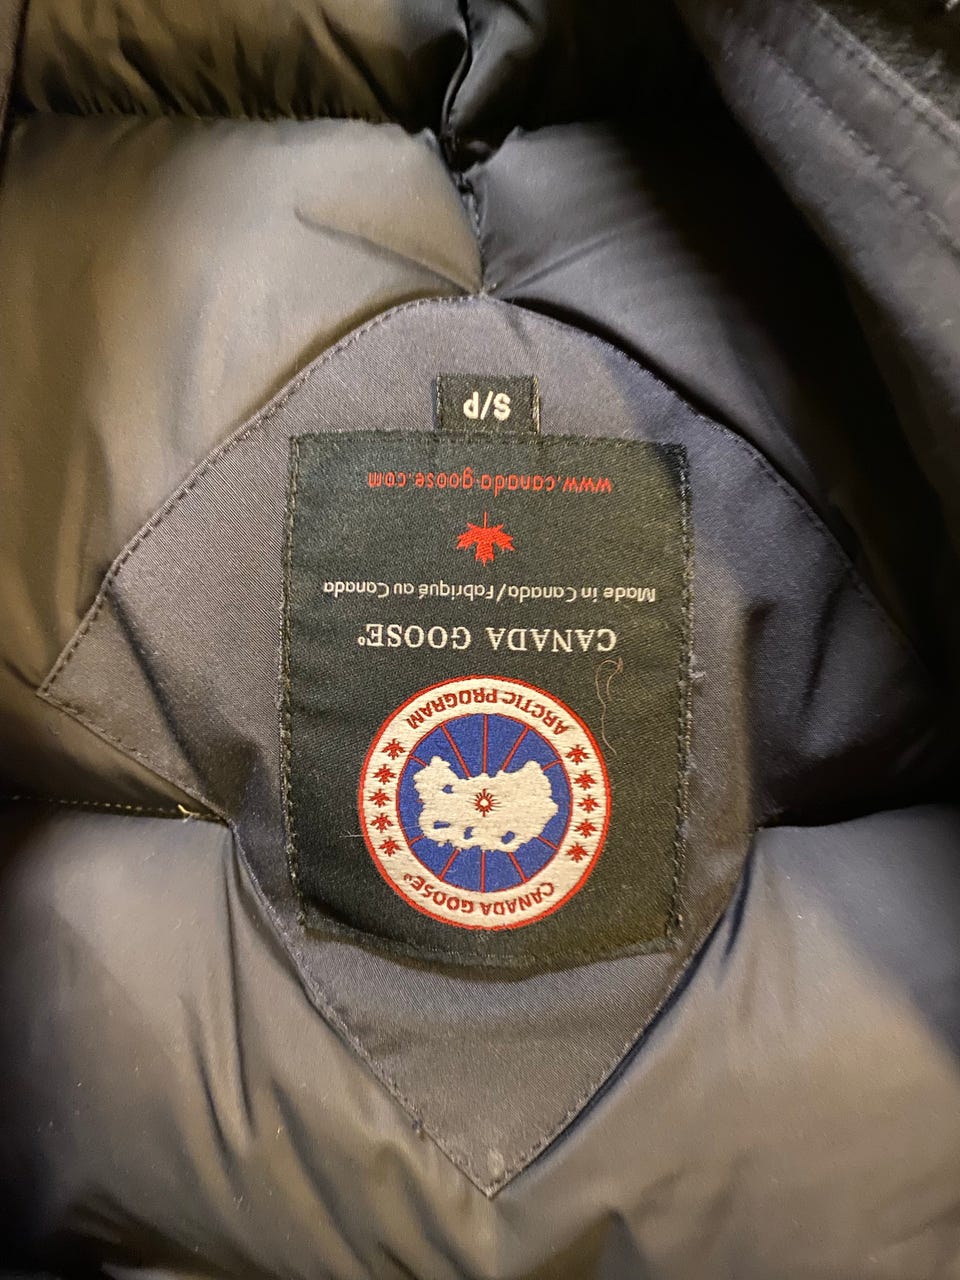 CANADA GOOSE®
ARCTIC PROGRAM
CANADA GOOSE®
Made in Canada/Fabriqué au Canada
www.canada-goose.com
S/P